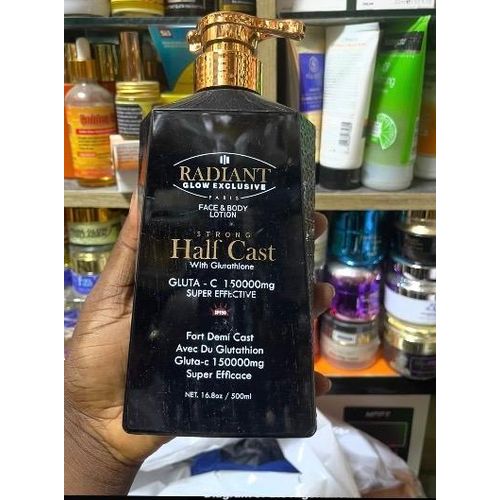 RADIANT
GLOW EXCLUSIVE
PARIS
FACE & BODY
LOTION
STRONG
Half Cast
With Glutathione
GLUTA - C 150000mg
SUPER EFFECTIVE
SPF50
Fort Demi Cast
Avec Du Glutathion
Gluta-c 150000mg
Super Efficace
NET. 16.8oz / 500ml